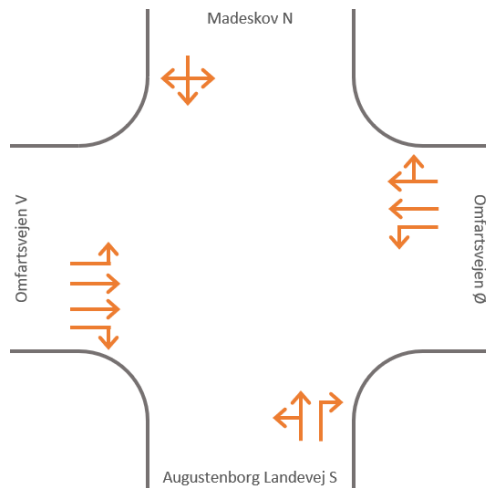 Madeskov N
Omfartsvejen V
Omfartsvejen Ø
Augustenborg Landevej S